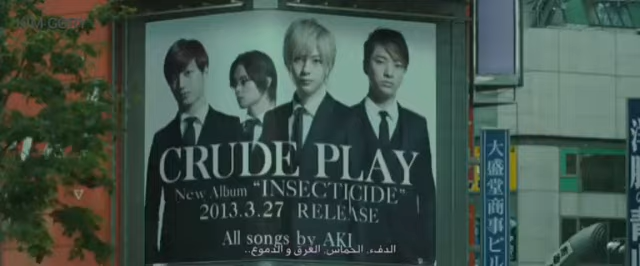 CRUDE PLAY
New Album "INSECTICIDE"
2013.3.27 RELEASE
All songs by AKI
الدفء, الحماس, العرق و الدموع..
大盛堂商事ビル